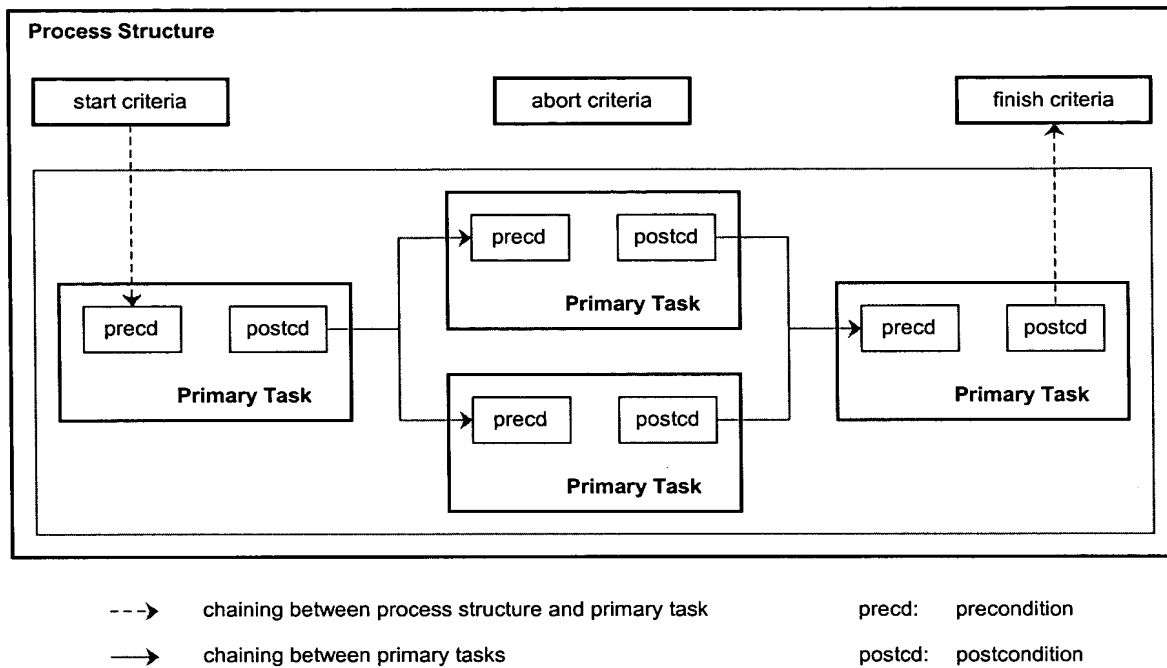 Process Structure
start criteria
abort criteria
finish criteria
precd
postcd
Primary Task
precd
postcd
Primary Task
precd
postcd
Primary Task
precd
postcd
Primary Task
chaining between process structure and primary task
precd: precondition
chaining between primary tasks
postcd: postcondition